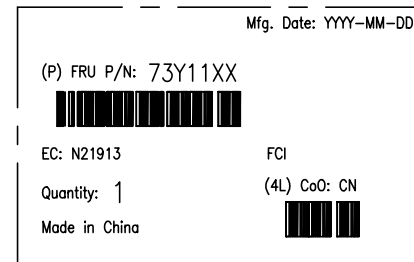 Mfg. Date: YYYY-MM-DD
(P) FRU P/N: 73Y11XX
EC: N21913
FCI
Quantity: 1
(4L) CoO: CN
Made in China